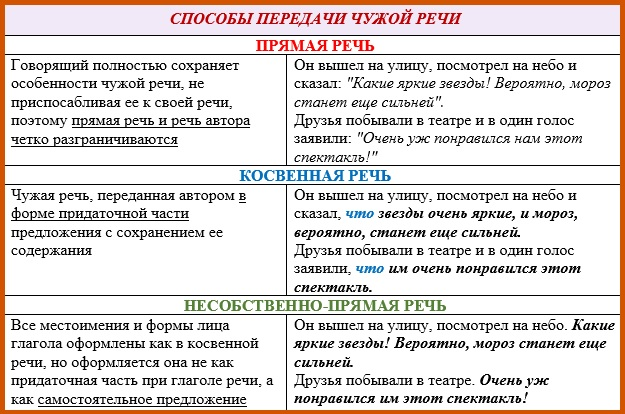 СПОСОБЫ ПЕРЕДАЧИ ЧУЖОЙ РЕЧИ
ПРЯМАЯ РЕЧЬ
Говорящий полностью сохраняет
особенности чужой речи, не
приспосабливая ее к своей речи,
поэтому прямая речь и речь автора
четко разграничиваются
Он вышел на улицу, посмотрел на небо и
сказал: "Какие яркие звезды! Вероятно, мороз
станет еще сильней".
Друзья побывали в театре и в один голос
заявили: "Очень уж понравился нам этот
спектакль!"
КОСВЕННАЯ РЕЧЬ
Чужая речь, переданная автором в
форме придаточной части
предложения с сохранением ее
содержания
Он вышел на улицу, посмотрел на небо и
сказал, что звезды очень яркие, и мороз,
вероятно, станет еще сильней.
Друзья побывали в театре и в один голос
заявили, что им очень понравился этот
спектакль.
НЕСОБСТВЕННО-ПРЯМАЯ РЕЧЬ
Все местоимения и формы лица
глагола оформлены как в косвенной
речи, но оформляется она не как
придаточная часть при глаголе речи, а
как самостоятельное предложение
Он вышел на улицу, посмотрел на небо. Какие
яркие звезды! Вероятно, мороз станет еще
сильней.
Друзья побывали в театре. Очень уж
понравился им этот спектакль!